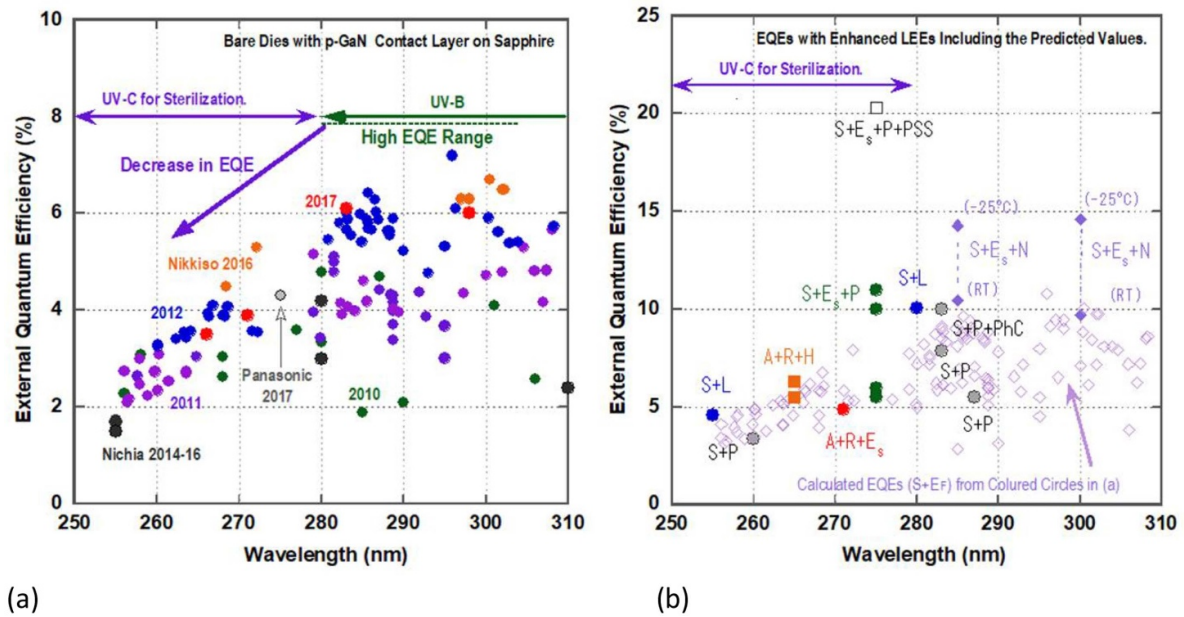 Bare Dies with p-GaN Contact Layer on Sapphire
UV-C for Sterilization.
UV-B
High EQE Range
Decrease in EQE
2017
Nikkiso 2016
2012
Panasonic
2017
2011
2010
Nichia 2014-16
External Quantum Efficiency (%)
10
8
6
4
2
0
250
260
270
280
290
300
310
Wavelength (nm)
(a)
EQEs with Enhanced LEEs Including the Predicted Values.
UV-C for Sterilization.
S+Es+P+PSS
(-25°C)
(-25°C)
S+Es+N
S+Es+N
(RT)
(RT)
S+L
S+Es+P
S+P+PhC
A+R+H
S+P
S+L
S+P
A+R+Es
S+P
Calculated EQEs (S+EF) from Colured Circles in (a)
External Quantum Efficiency (%)
25
20
15
10
5
0
250
260
270
280
290
300
310
Wavelength (nm)
(b)